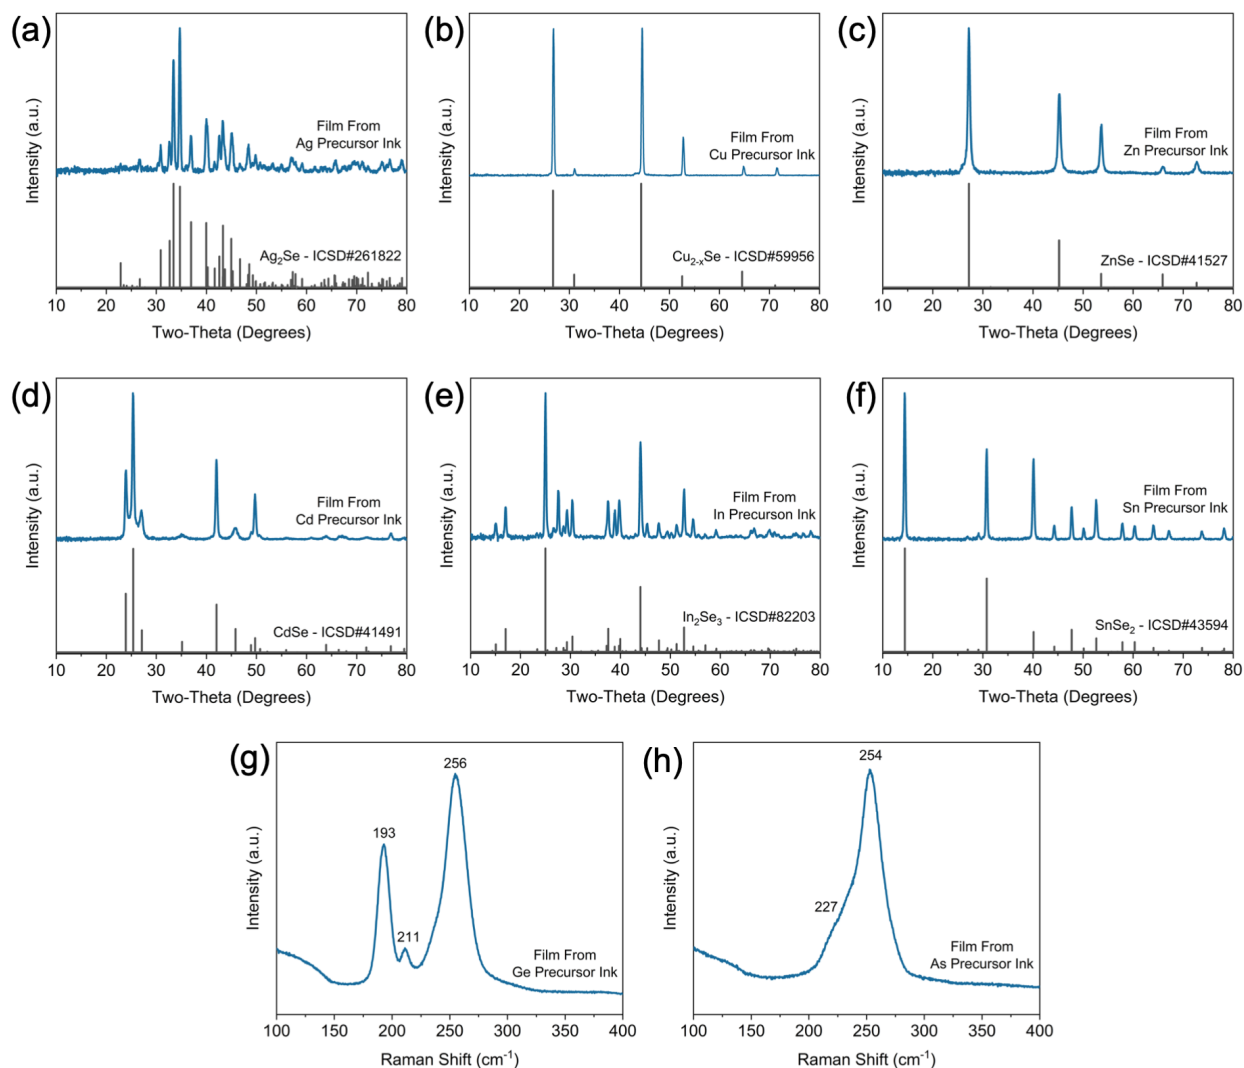 (a)
Intensity (a.u.)
Film From
Ag Precursor Ink
Ag₂Se – ICSD#261822
10 20 30 40 50 60 70 80
Two-Theta (Degrees)
(b)
Intensity (a.u.)
Film From
Cu Precursor Ink
Cu₂₋ₓSe – ICSD#59956
10 20 30 40 50 60 70 80
Two-Theta (Degrees)
(c)
Intensity (a.u.)
Film From
Zn Precursor Ink
ZnSe – ICSD#41527
10 20 30 40 50 60 70 80
Two-Theta (Degrees)
(d)
Intensity (a.u.)
Film From
Cd Precursor Ink
CdSe – ICSD#41491
10 20 30 40 50 60 70 80
Two-Theta (Degrees)
(e)
Intensity (a.u.)
Film From
In Precursor Ink
In₂Se₃ – ICSD#82203
10 20 30 40 50 60 70 80
Two-Theta (Degrees)
(f)
Intensity (a.u.)
Film From
Sn Precursor Ink
SnSe₂ – ICSD#43594
10 20 30 40 50 60 70 80
Two-Theta (Degrees)
(g)
Intensity (a.u.)
256
193
211
Film From
Ge Precursor Ink
100 150 200 250 300 350 400
Raman Shift (cm⁻¹)
(h)
Intensity (a.u.)
254
227
Film From
As Precursor Ink
100 150 200 250 300 350 400
Raman Shift (cm⁻¹)